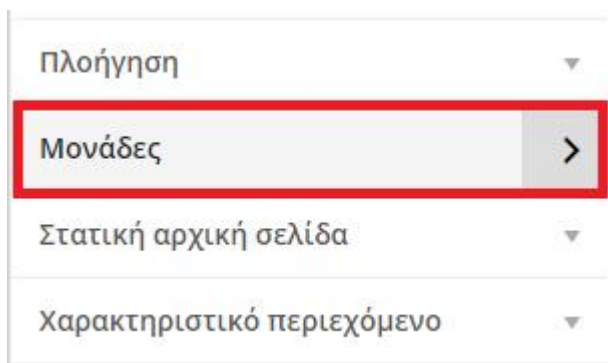 Πλοήγηση
Μονάδες
Στατική αρχική σελίδα
Χαρακτηριστικό περιεχόμενο